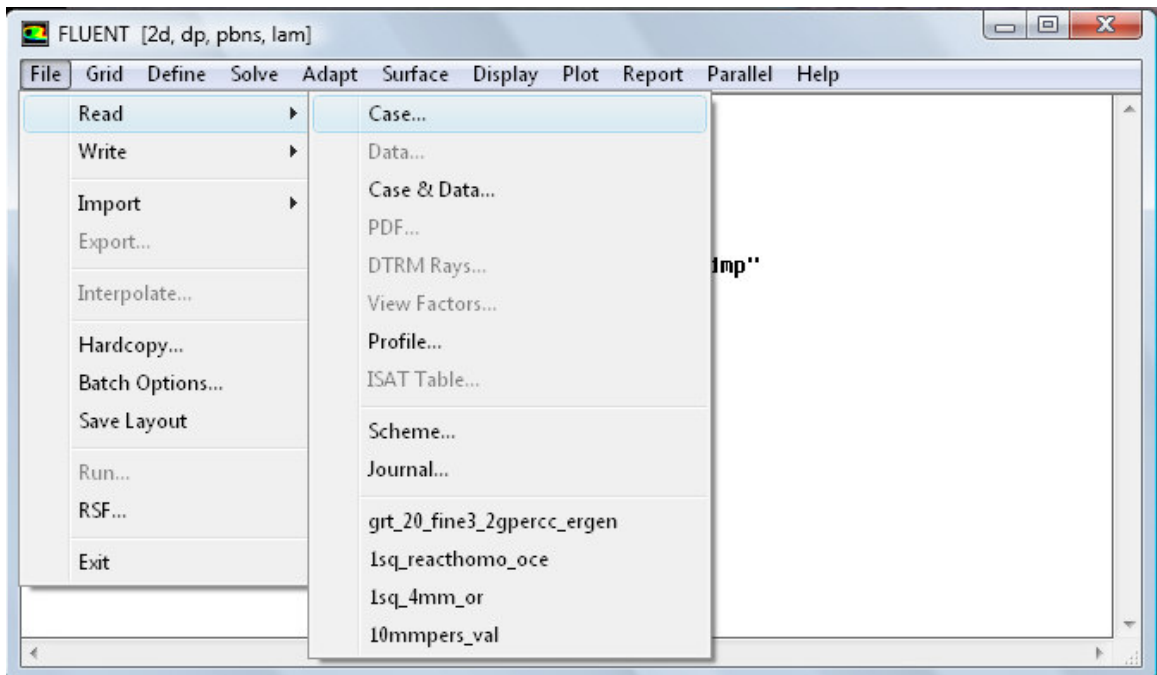 FLUENT [2d, dp, pbns, lam]
File Grid Define Solve Adapt Surface Display Plot Report Parallel Help
Read
Write
Import
Export...
Interpolate...
Hardcopy...
Batch Options...
Save Layout
Run...
RSF...
Exit
Case...
Data...
Case & Data...
PDF...
DTRM Rays...
View Factors...
Profile...
ISAT Table...
Scheme...
Journal...
grt_20_fine3_2gpercc_ergen
1sq_reacthomo_oce
1sq_4mm_or
10mmpers_val